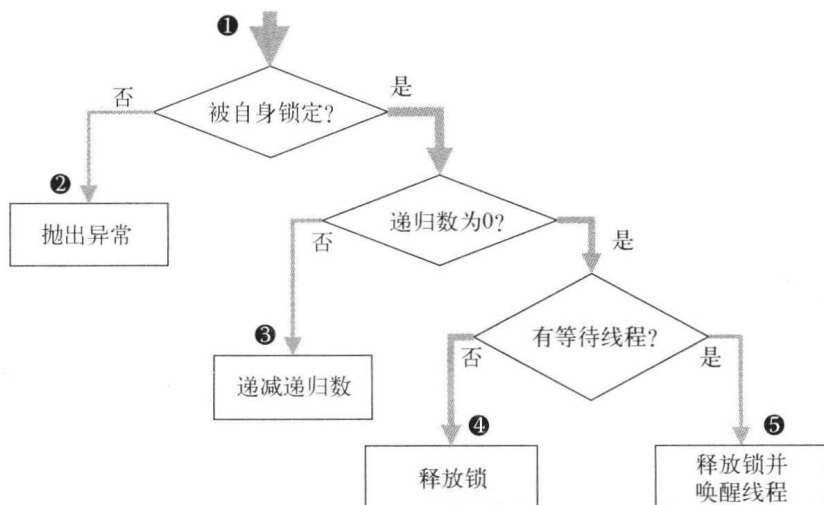 ❶
否
被自身锁定?
是
❷
抛出异常
递归数为0?
否
是
❸
递减递归数
有等待线程?
否
是
❹
释放锁
❺
释放锁并
唤醒线程